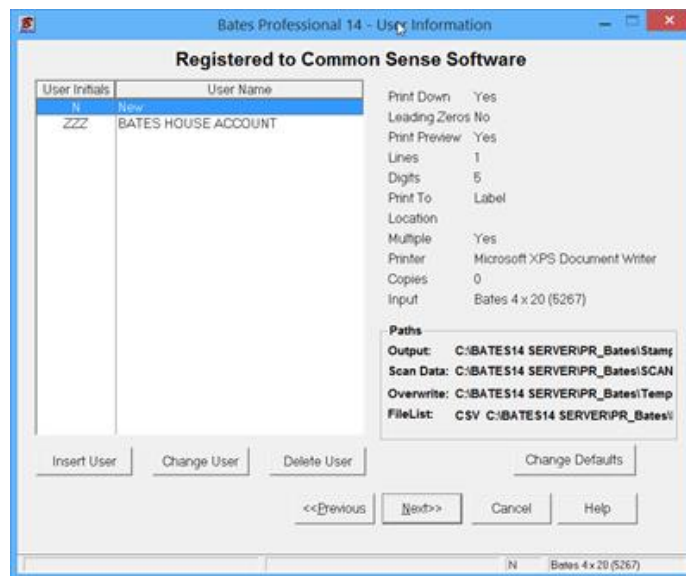 Bates Professional 14 - User Information
Registered to Common Sense Software
User Initials User Name
N New
ZZZ BATES HOUSE ACCOUNT
Print Down Yes
Leading Zeros No
Print Preview Yes
Lines 1
Digits 5
Print To Label
Location
Multiple Yes
Printer Microsoft XPS Document Writer
Copies 0
Input Bates 4 x 20 (5267)
Paths
Output: C:\BATES14 SERVER\PR_Bates\Stamp
Scan Data: C:\BATES14 SERVER\PR_Bates\SCAN
Overwrite: C:\BATES14 SERVER\PR_Bates\Temp
FileList: CSV C:\BATES14 SERVER\PR_Bates\
Insert User Change User Delete User Change Defaults
<<Previous Next>> Cancel Help
N Bates 4 x 20 (5267)